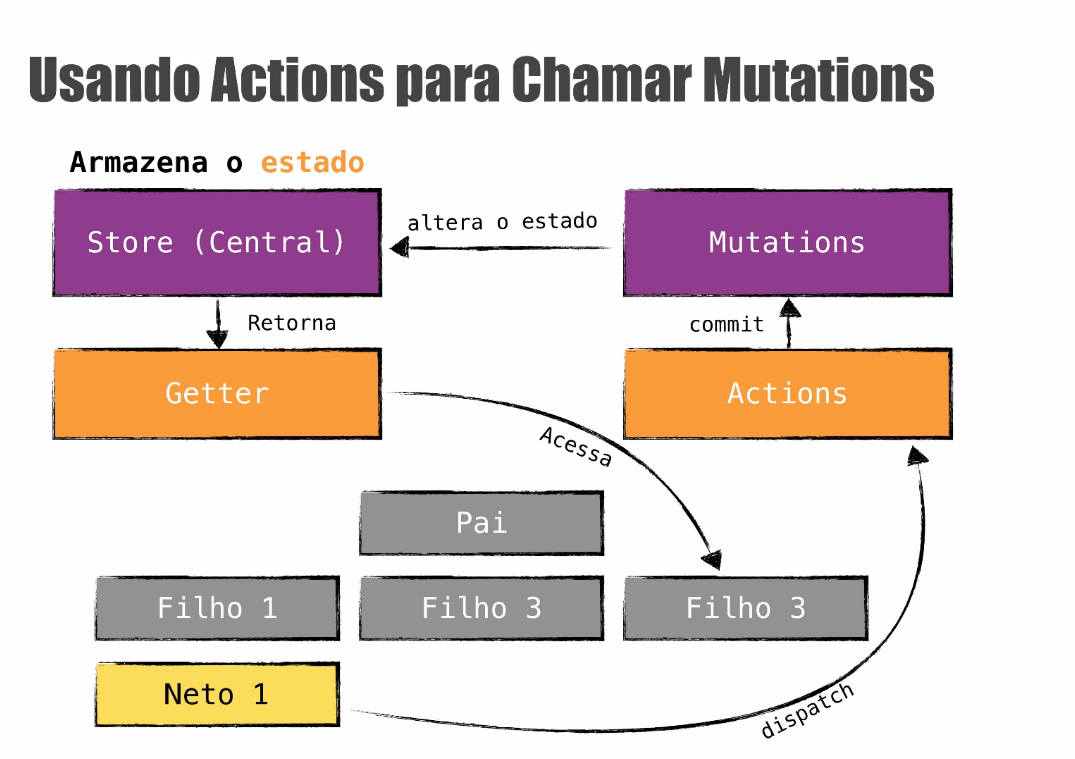 Usando Actions para Chamar Mutations
Armazena o estado
Store (Central)
altera o estado
Mutations
Retorna
commit
Getter
Actions
Acessa
Pai
Filho 1
Filho 3
Filho 3
Neto 1
dispatch